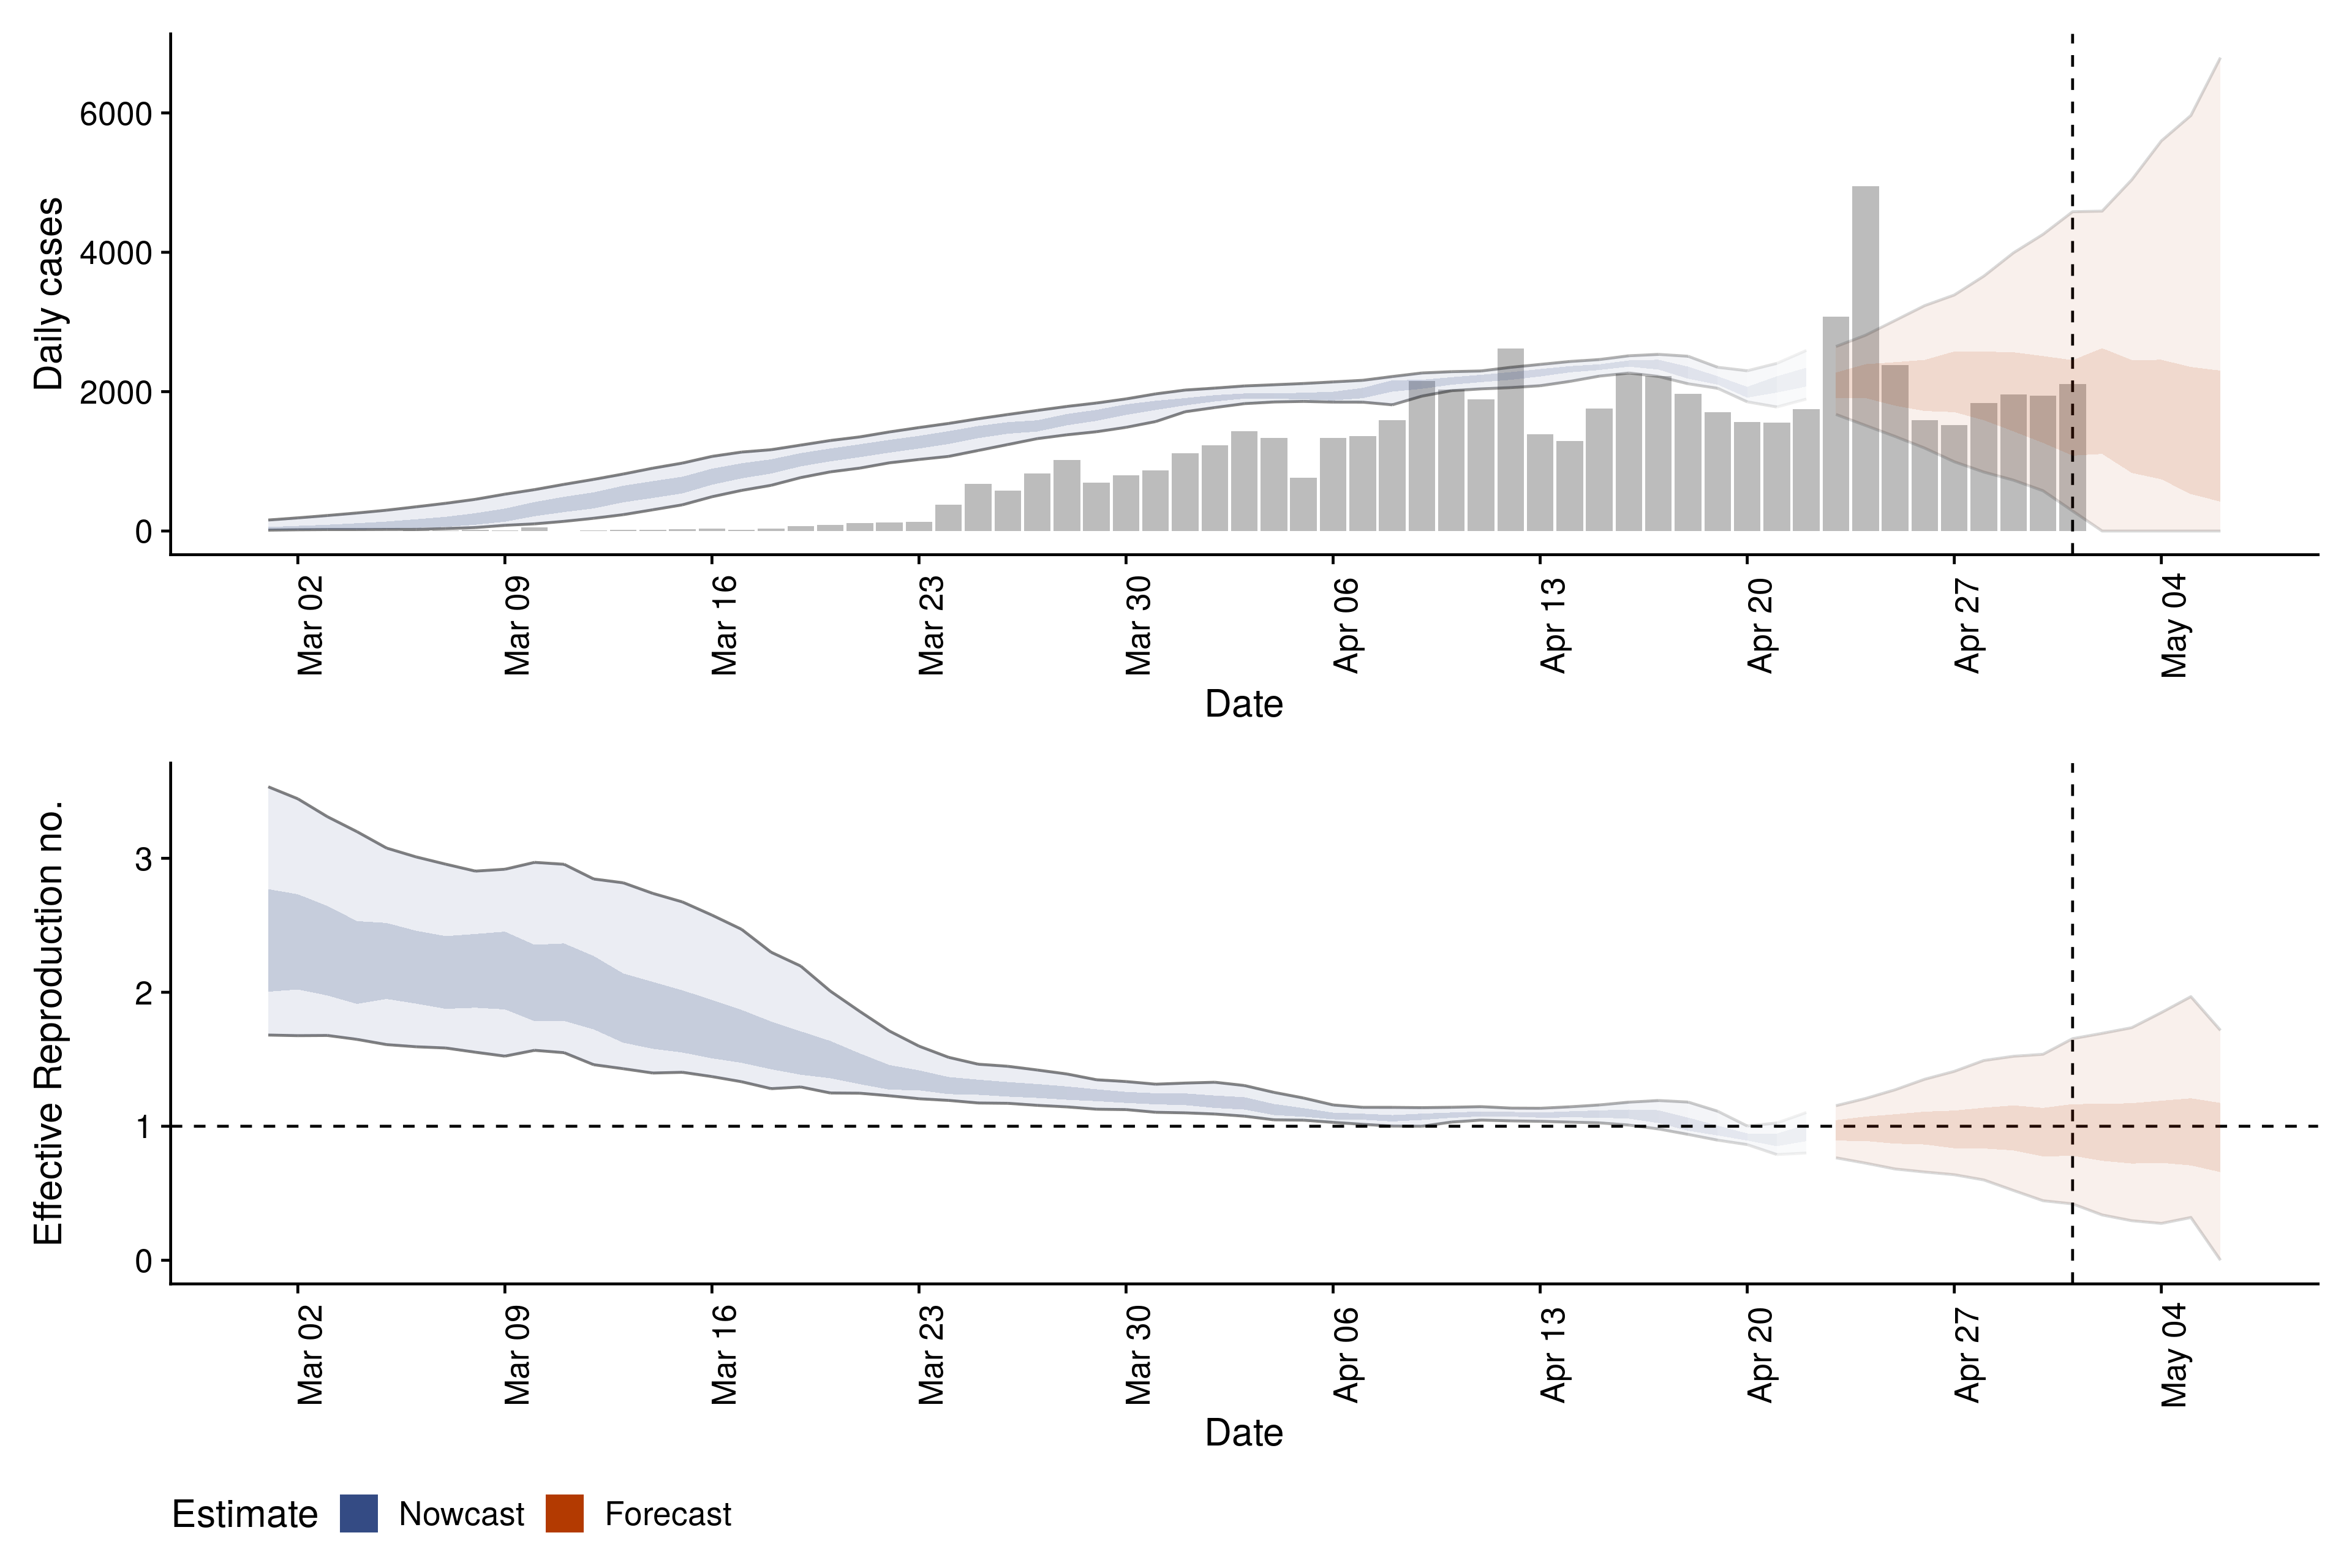 Daily cases
6000
4000
2000
0
Mar 02
Mar 09
Mar 16
Mar 23
Mar 30
Apr 06
Apr 13
Apr 20
Apr 27
May 04
Date
Effective Reproduction no.
3
2
1
0
Mar 02
Mar 09
Mar 16
Mar 23
Mar 30
Apr 06
Apr 13
Apr 20
Apr 27
May 04
Date
Estimate Nowcast Forecast